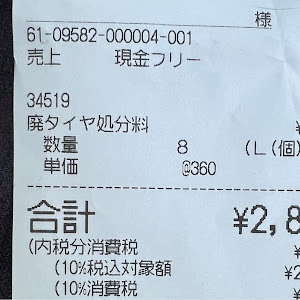 様
61-09582-000004-001
売上 現金フリー
34519
廃タイヤ処分料 ¥
数量 8 (L(個)
単価 @360
合計 ¥2,8
(内税分消費税 ¥
(10%税込対象額 ¥2
(10%消費税